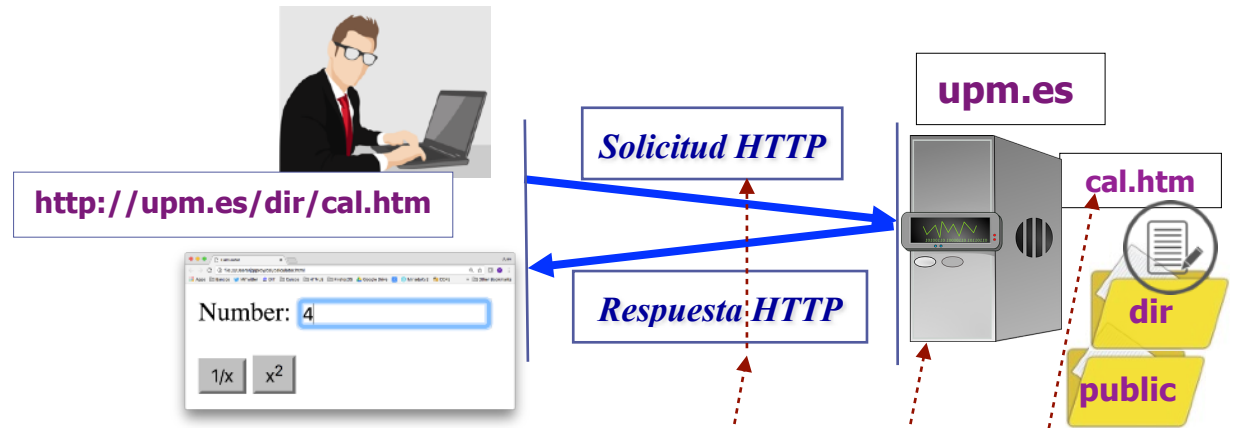 upm.es
Solicitud HTTP
cal.htm
http://upm.es/dir/cal.htm
Number: 4
1/x x2
Respuesta HTTP
dir
public